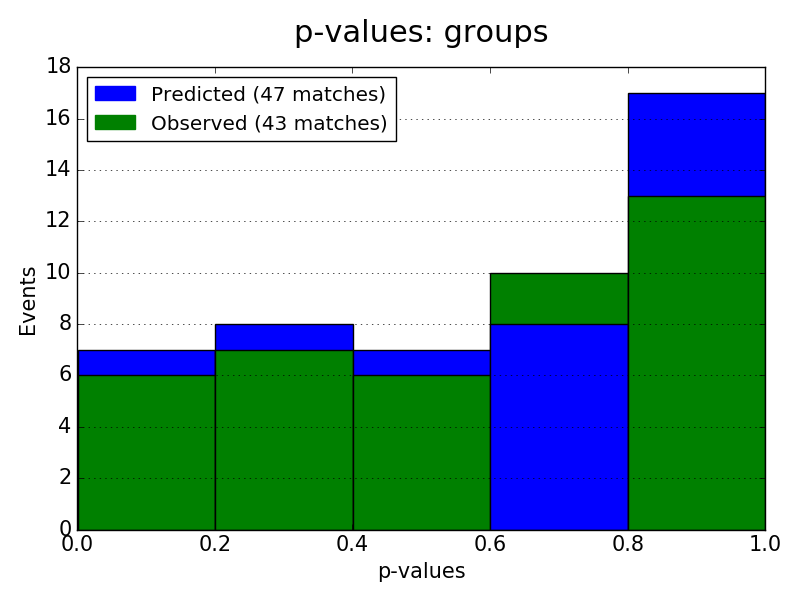 p-values: groups
Predicted (47 matches)
Observed (43 matches)
18
16
14
12
10
8
6
4
2
0
Events
0.0 0.2 0.4 0.6 0.8 1.0
p-values